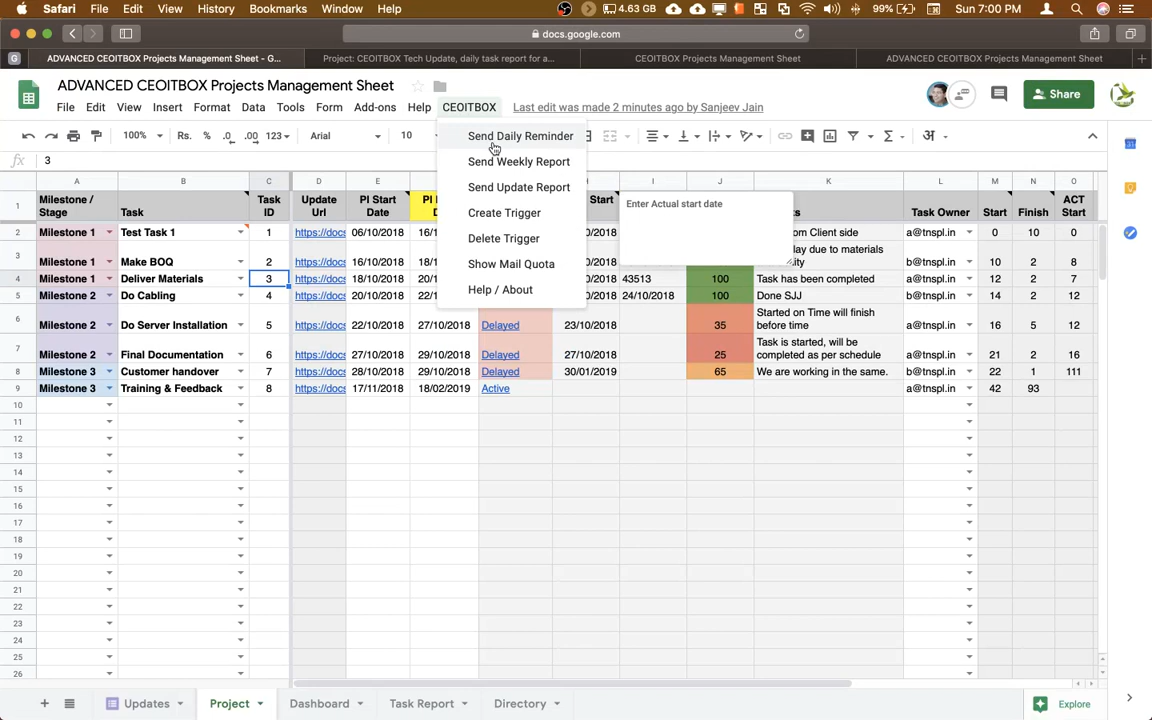 Safari File Edit View History Bookmarks Window Help 4.63 GB 99% Sun 7:00 PM
docs.google.com
G ADVANCED CEOITBOX Projects Management Sheet - G... Project: CEOITBOX Tech Update, daily task report for a... CEOITBOX Projects Management Sheet ADVANCED CEOITBOX Projects Management Sheet
ADVANCED CEOITBOX Projects Management Sheet
File Edit View Insert Format Data Tools Form Add-ons Help CEOITBOX Last edit was made 2 minutes ago by Sanjeev Jain Share
100% Rs. % .0 .00 123 Arial 10 अ
Send Daily Reminder
Send Weekly Report
Send Update Report
Create Trigger
Delete Trigger
Show Mail Quota
Help / About
fx 3
A B C D E I J K L M N O
1 Milestone / Stage Task Task ID Update Url Pl Start Date Start Task Owner Start Finish ACT Start
Enter Actual start date
2 Milestone 1 Test Task 1 1 https://docs 06/10/2018 16/1 om Client side a@tnspl.in 0 10 0
3 Milestone 1 Make BOQ 2 https://docs 16/10/2018 18/1 lay due to materials b@tnspl.in 10 2 8
4 Milestone 1 Deliver Materials 3 https://docs 18/10/2018 20/1 /2018 43513 100 Task has been completed a@tnspl.in 12 2 7
5 Milestone 2 Do Cabling 4 https://docs 20/10/2018 22/1 /2018 24/10/2018 100 Done SJJ b@tnspl.in 14 2 12
6 Milestone 2 Do Server Installation 5 https://docs 22/10/2018 27/10/2018 Delayed 23/10/2018 35 Started on Time will finish before time a@tnspl.in 16 5 12
7 Milestone 2 Final Documentation 6 https://docs 27/10/2018 29/10/2018 Delayed 27/10/2018 25 Task is started, will be completed as per schedule a@tnspl.in 21 2 16
8 Milestone 3 Customer handover 7 https://docs 28/10/2018 29/10/2018 Delayed 30/01/2019 65 We are working in the same. b@tnspl.in 22 1 111
9 Milestone 3 Training & Feedback 8 https://docs 17/11/2018 18/02/2019 Active a@tnspl.in 42 93
10
11
12
13
14
15
16
17
18
19
20
21
22
23
24
25
26
Updates Project Dashboard Task Report Directory Explore